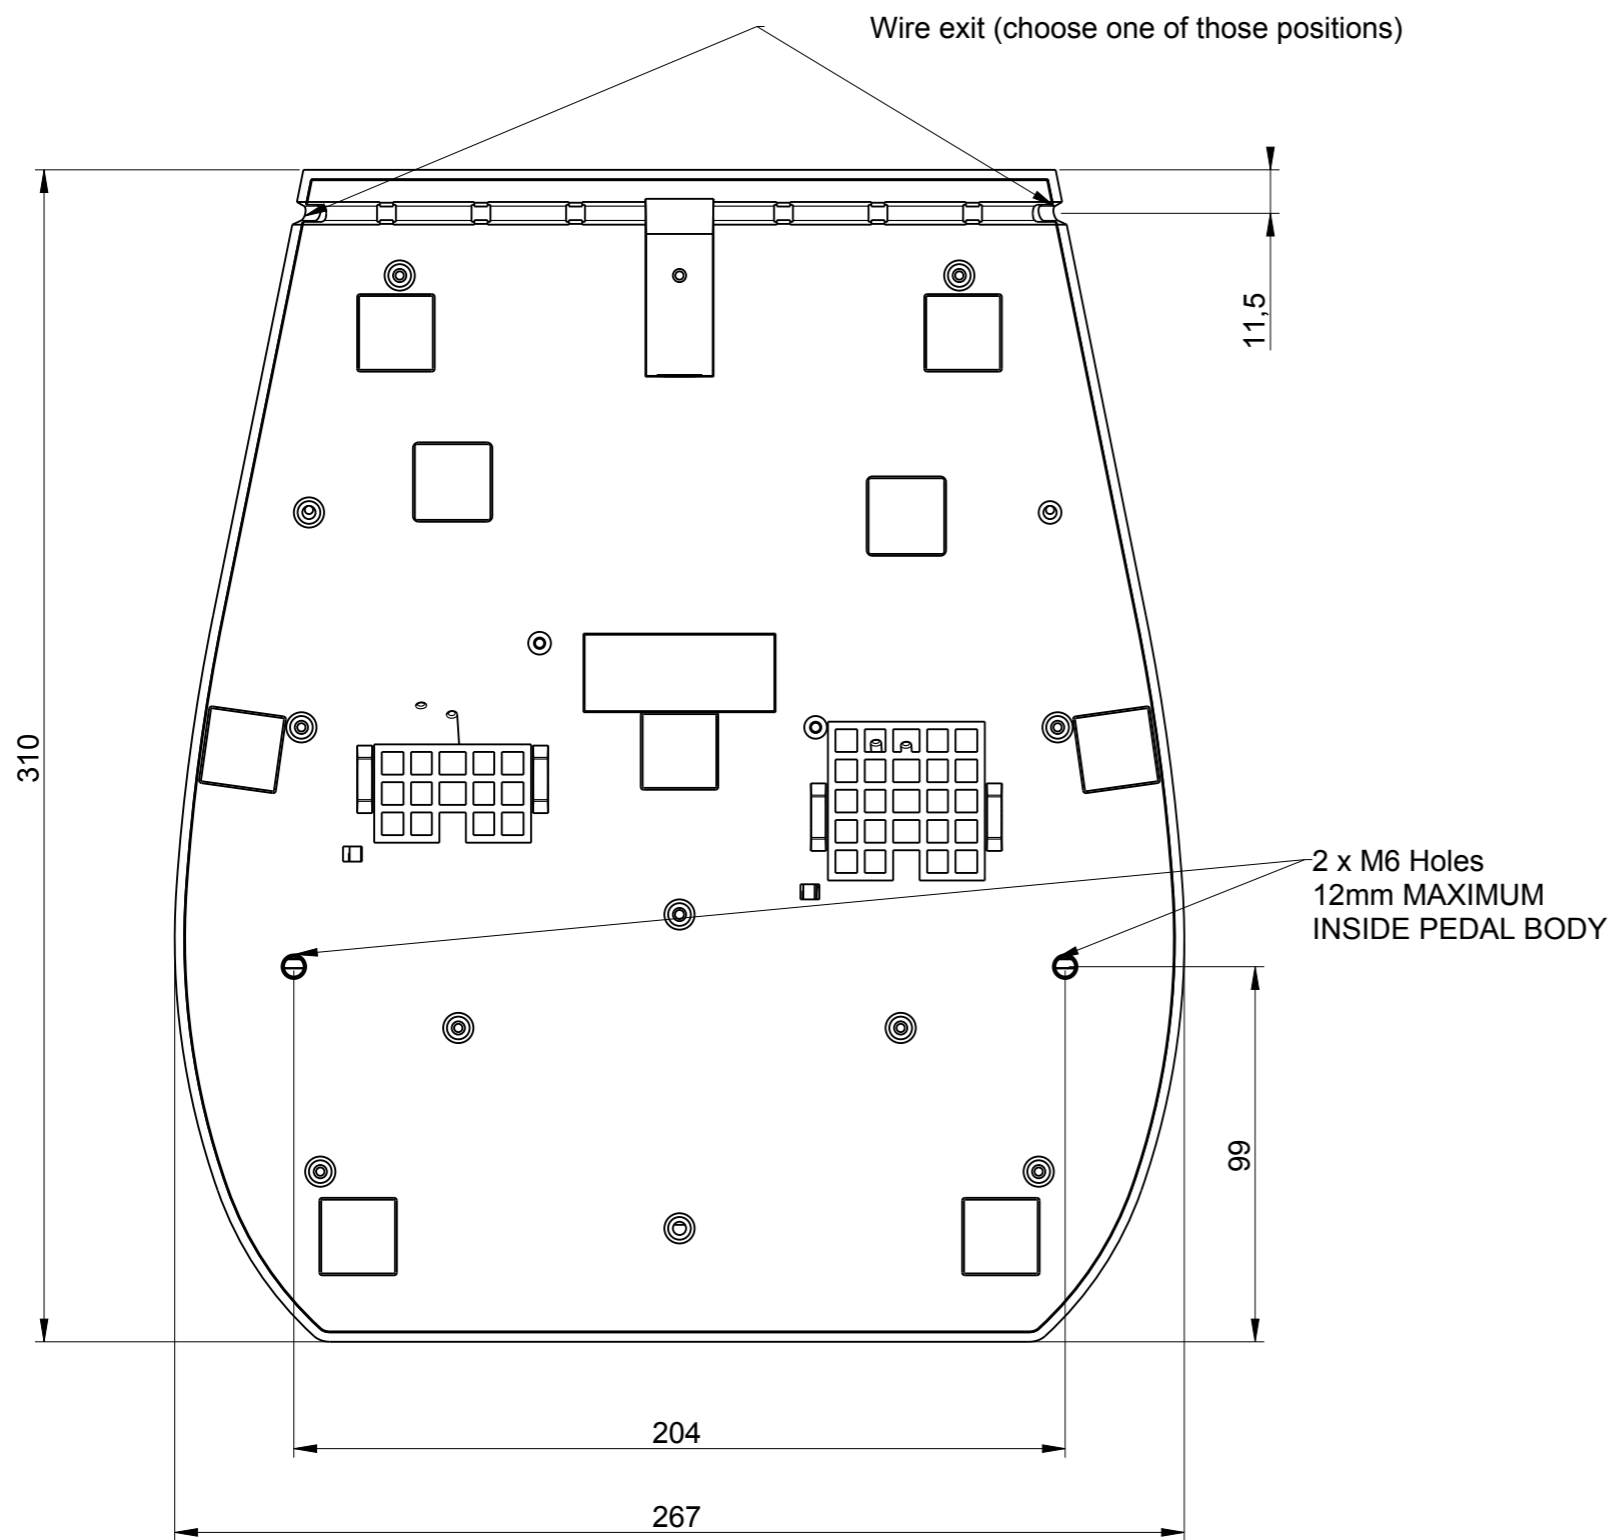 Wire exit (choose one of those positions)
11,5
310
2 x M6 Holes
12mm MAXIMUM
INSIDE PEDAL BODY
99
204
267